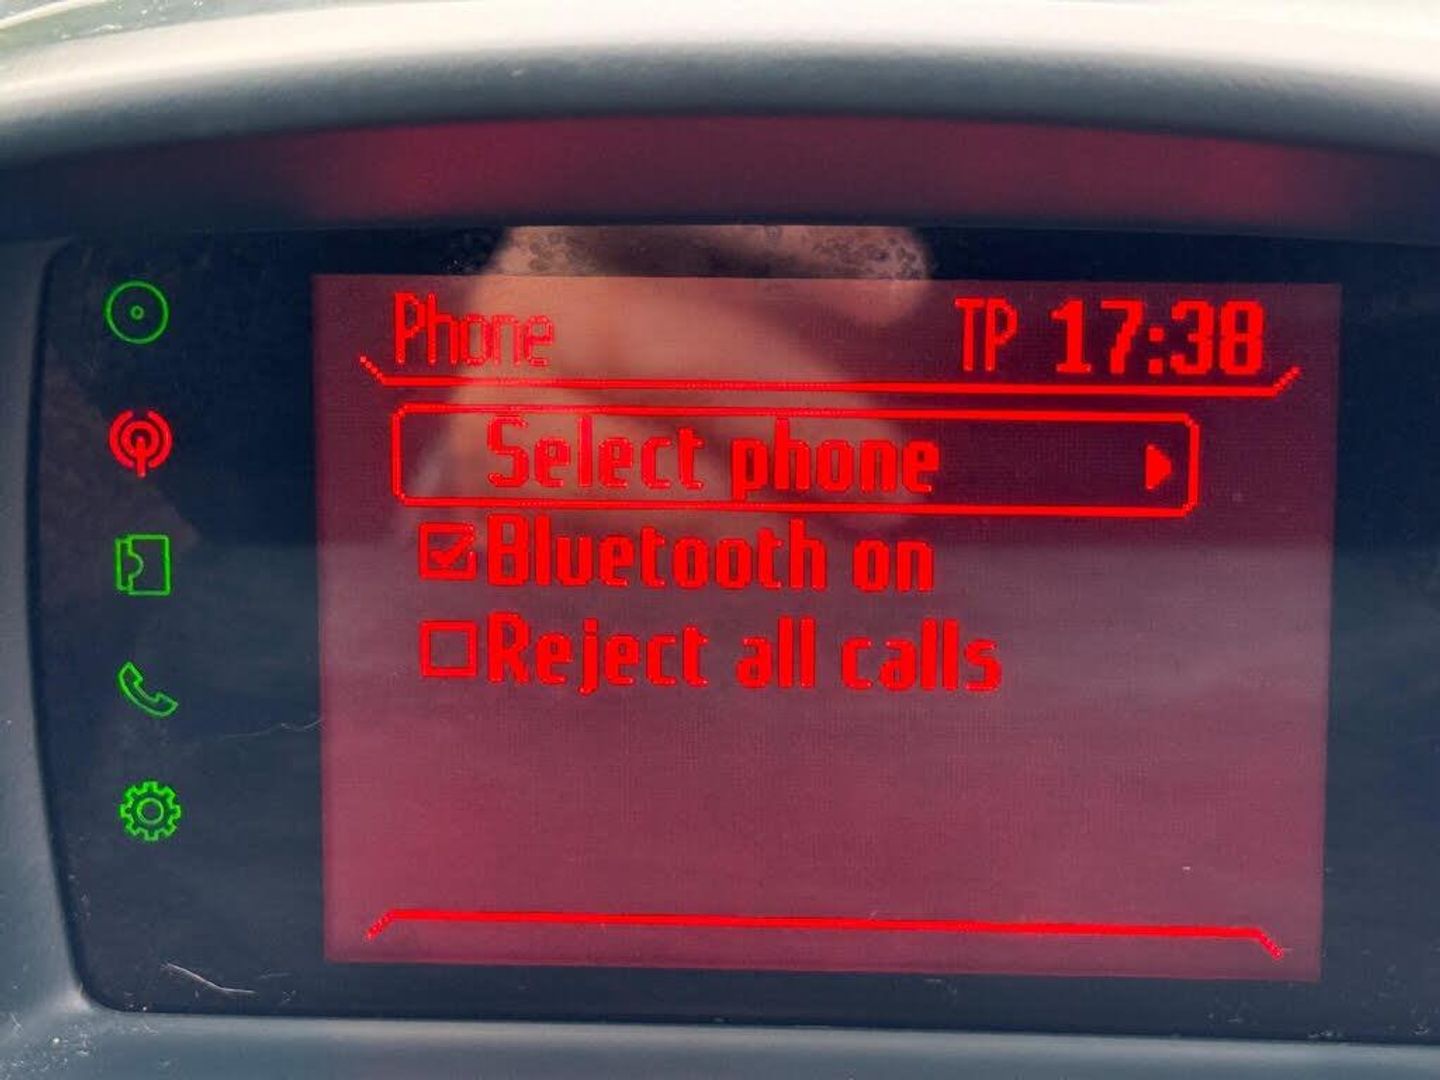 Phone TP 17:38
Select phone
Bluetooth on
Reject all calls